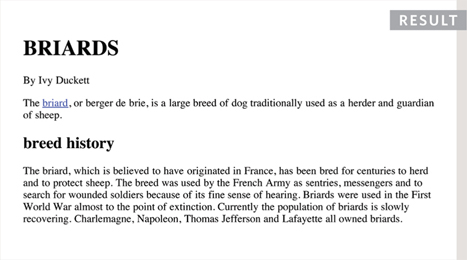 RESULT
BRIARDS
By Ivy Duckett
The briard, or berger de brie, is a large breed of dog traditionally used as a herder and guardian
of sheep.
breed history
The briard, which is believed to have originated in France, has been bred for centuries to herd
and to protect sheep. The breed was used by the French Army as sentries, messengers and to
search for wounded soldiers because of its fine sense of hearing. Briards were used in the First
World War almost to the point of extinction. Currently the population of briards is slowly
recovering. Charlemagne, Napoleon, Thomas Jefferson and Lafayette all owned briards.